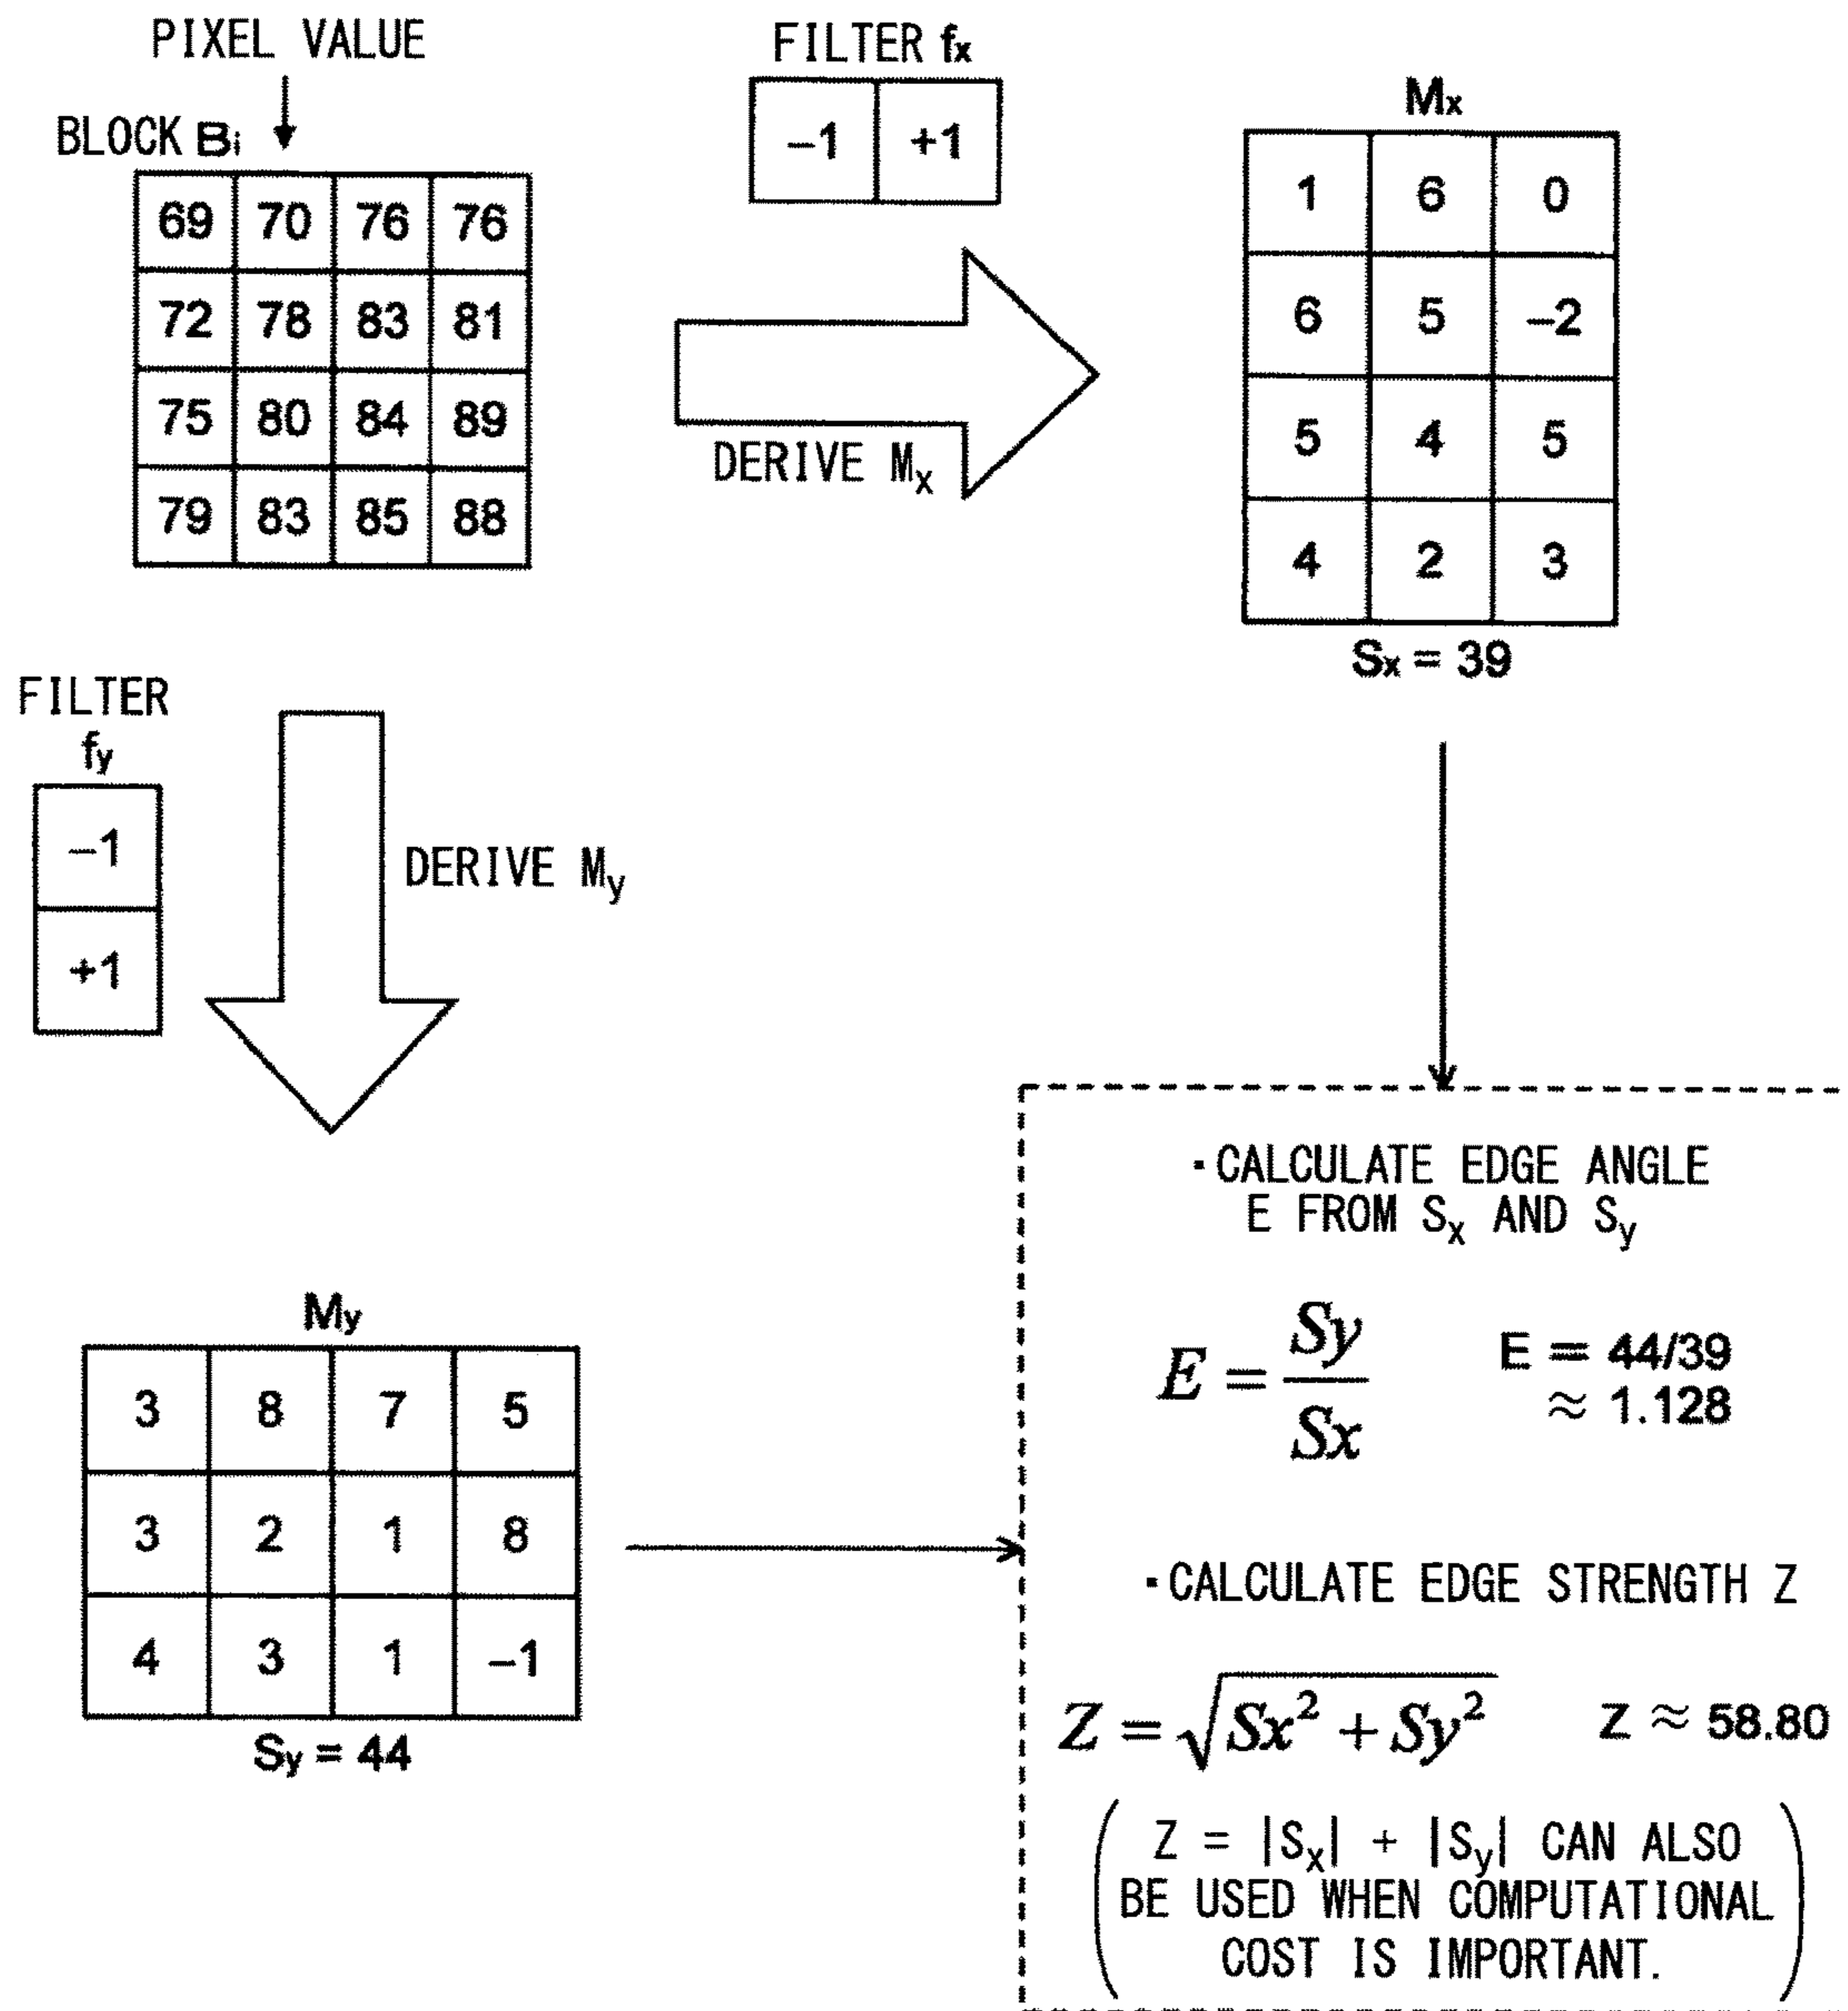 PIXEL VALUE
BLOCK Bi
69 70 76 76
72 78 83 81
75 80 84 89
79 83 85 88
FILTER fx
−1 +1
DERIVE Mx
Mx
1 6 0
6 5 −2
5 4 5
4 2 3
Sx = 39
FILTER
fy
−1
+1
DERIVE My
My
3 8 7 5
3 2 1 8
4 3 1 −1
Sy = 44
・CALCULATE EDGE ANGLE
E FROM Sx AND Sy
E = Sy/Sx
E = 44/39
≈ 1.128
・CALCULATE EDGE STRENGTH Z
Z = √Sx² + Sy²  Z ≈ 58.80
( Z = |Sx| + |Sy| CAN ALSO
BE USED WHEN COMPUTATIONAL
COST IS IMPORTANT. )